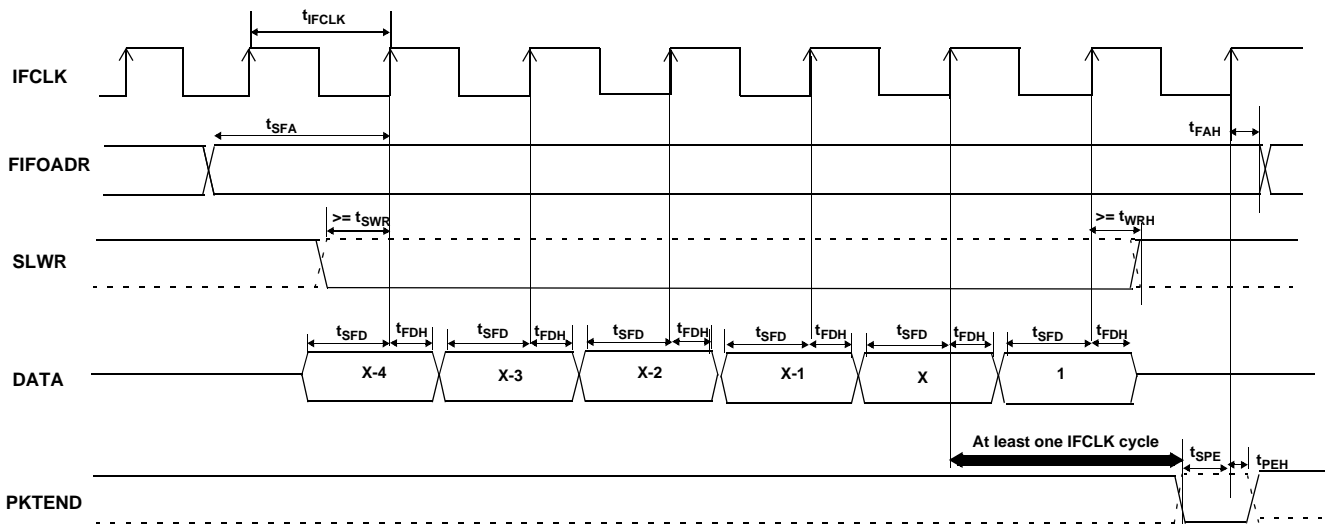 tIFCLK
IFCLK
tSFA
tFAH
FIFOADR
>= tSWR
>= tWRH
SLWR
tSFD tFDH tSFD tFDH tSFD tFDH tSFD tFDH tSFD tFDH tSFD tFDH
DATA X-4 X-3 X-2 X-1 X 1
At least one IFCLK cycle
tSPE
tPEH
PKTEND